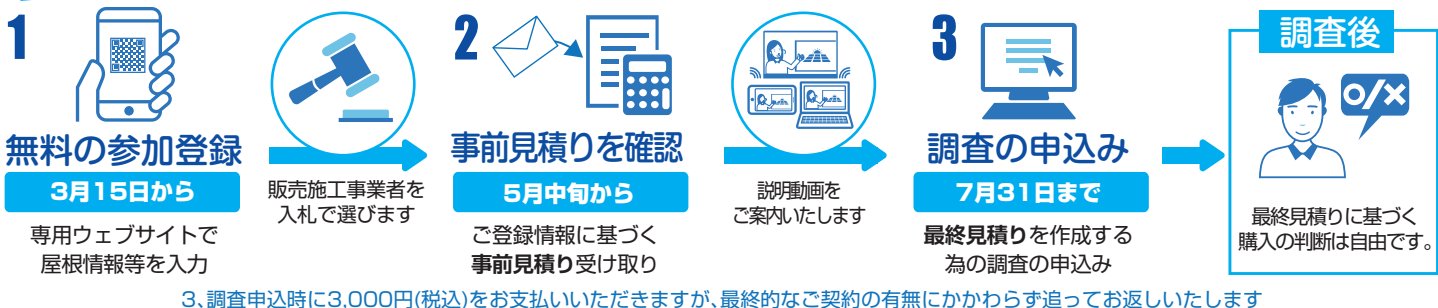 1
無料の参加登録
3月15日から
専用ウェブサイトで
屋根情報等を入力
販売施工事業者を
入札で選びます
2
事前見積りを確認
5月中旬から
ご登録情報に基づく
事前見積り受け取り
説明動画を
ご案内いたします
3
調査の申込み
7月31日まで
最終見積りを作成する
為の調査の申込み
調査後
o/×
最終見積りに基づく
購入の判断は自由です。
3、調査申込時に3,000円(税込)をお支払いいただきますが、最終的なご契約の有無にかかわらず追ってお返しいたします